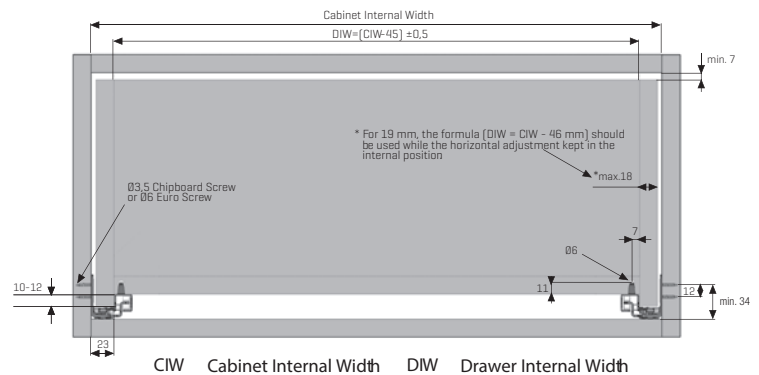 Cabinet Internal Width
DIW=(CIW-45) ±0,5
min. 7
* For 19 mm, the formula (DIW = CIW - 46 mm) should
be used while the horizontal adjustment kept in the
internal position
*max.18
Ø3,5 Chipboard Screw
or Ø6 Euro Screw
7
Ø6
10-12
11
12
min. 34
23
CIW Cabinet Internal Width DIW Drawer Internal Width